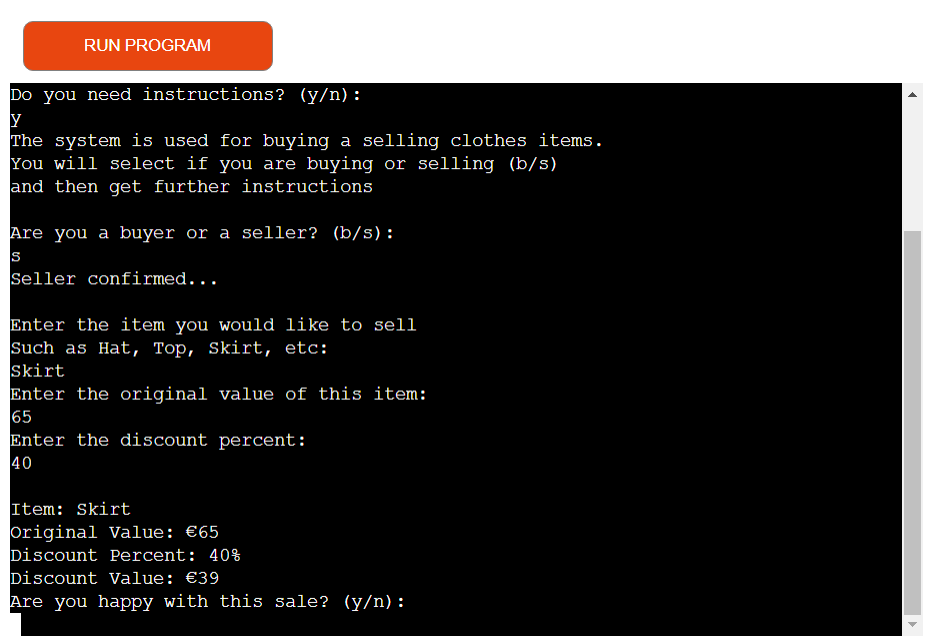 RUN PROGRAM
Do you need instructions? (y/n):
y
The system is used for buying a selling clothes items.
You will select if you are buying or selling (b/s)
and then get further instructions
Are you a buyer or a seller? (b/s):
s
Seller confirmed...
Enter the item you would like to sell
Such as Hat, Top, Skirt, etc:
Skirt
Enter the original value of this item:
65
Enter the discount percent:
40
Item: Skirt
Original Value: €65
Discount Percent: 40%
Discount Value: €39
Are you happy with this sale? (y/n):